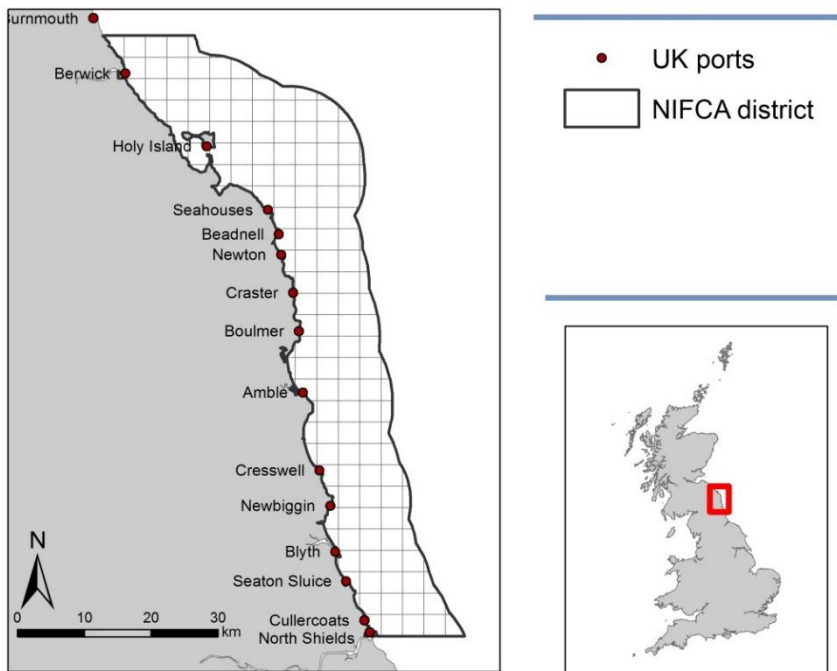 Burnmouth
Berwick
Holy Island
Seahouses
Beadnell
Newton
Craster
Boulmer
Amble
Cresswell
Newbiggin
Blyth
Seaton Sluice
Cullercoats
North Shields
N
0 10 20 30
km
UK ports
NIFCA district